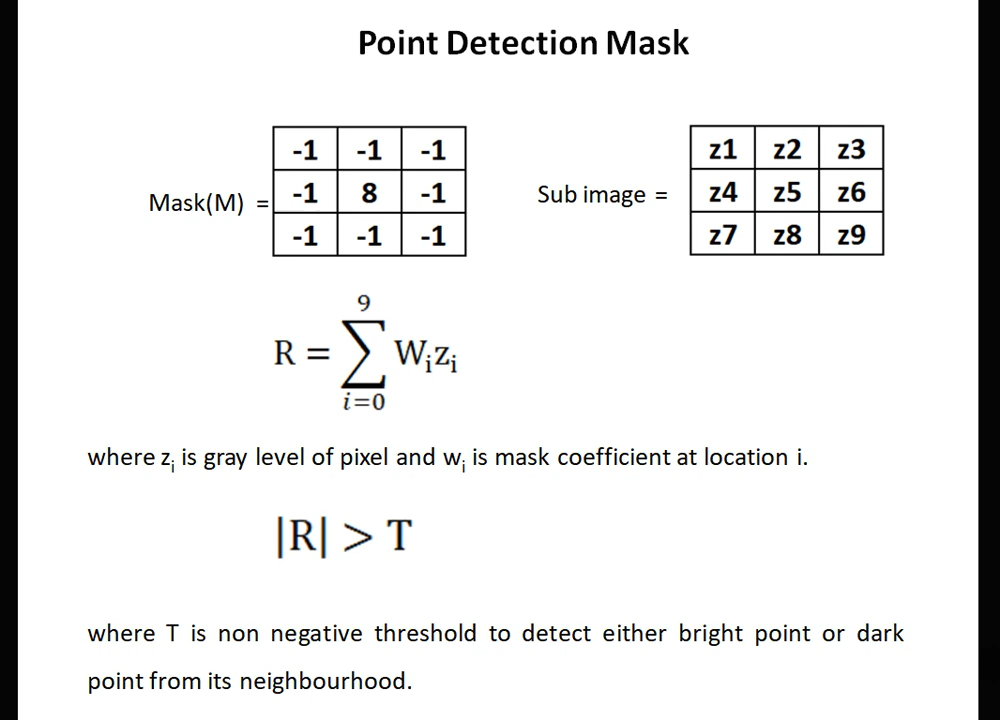 Point Detection Mask
-1 -1 -1
Mask(M) = -1 8 -1
-1 -1 -1
z1 z2 z3
Sub image = z4 z5 z6
z7 z8 z9
9
R = ∑ Wᵢzᵢ
i=0
where zᵢ is gray level of pixel and wᵢ is mask coefficient at location i.
|R| > T
where T is non negative threshold to detect either bright point or dark
point from its neighbourhood.